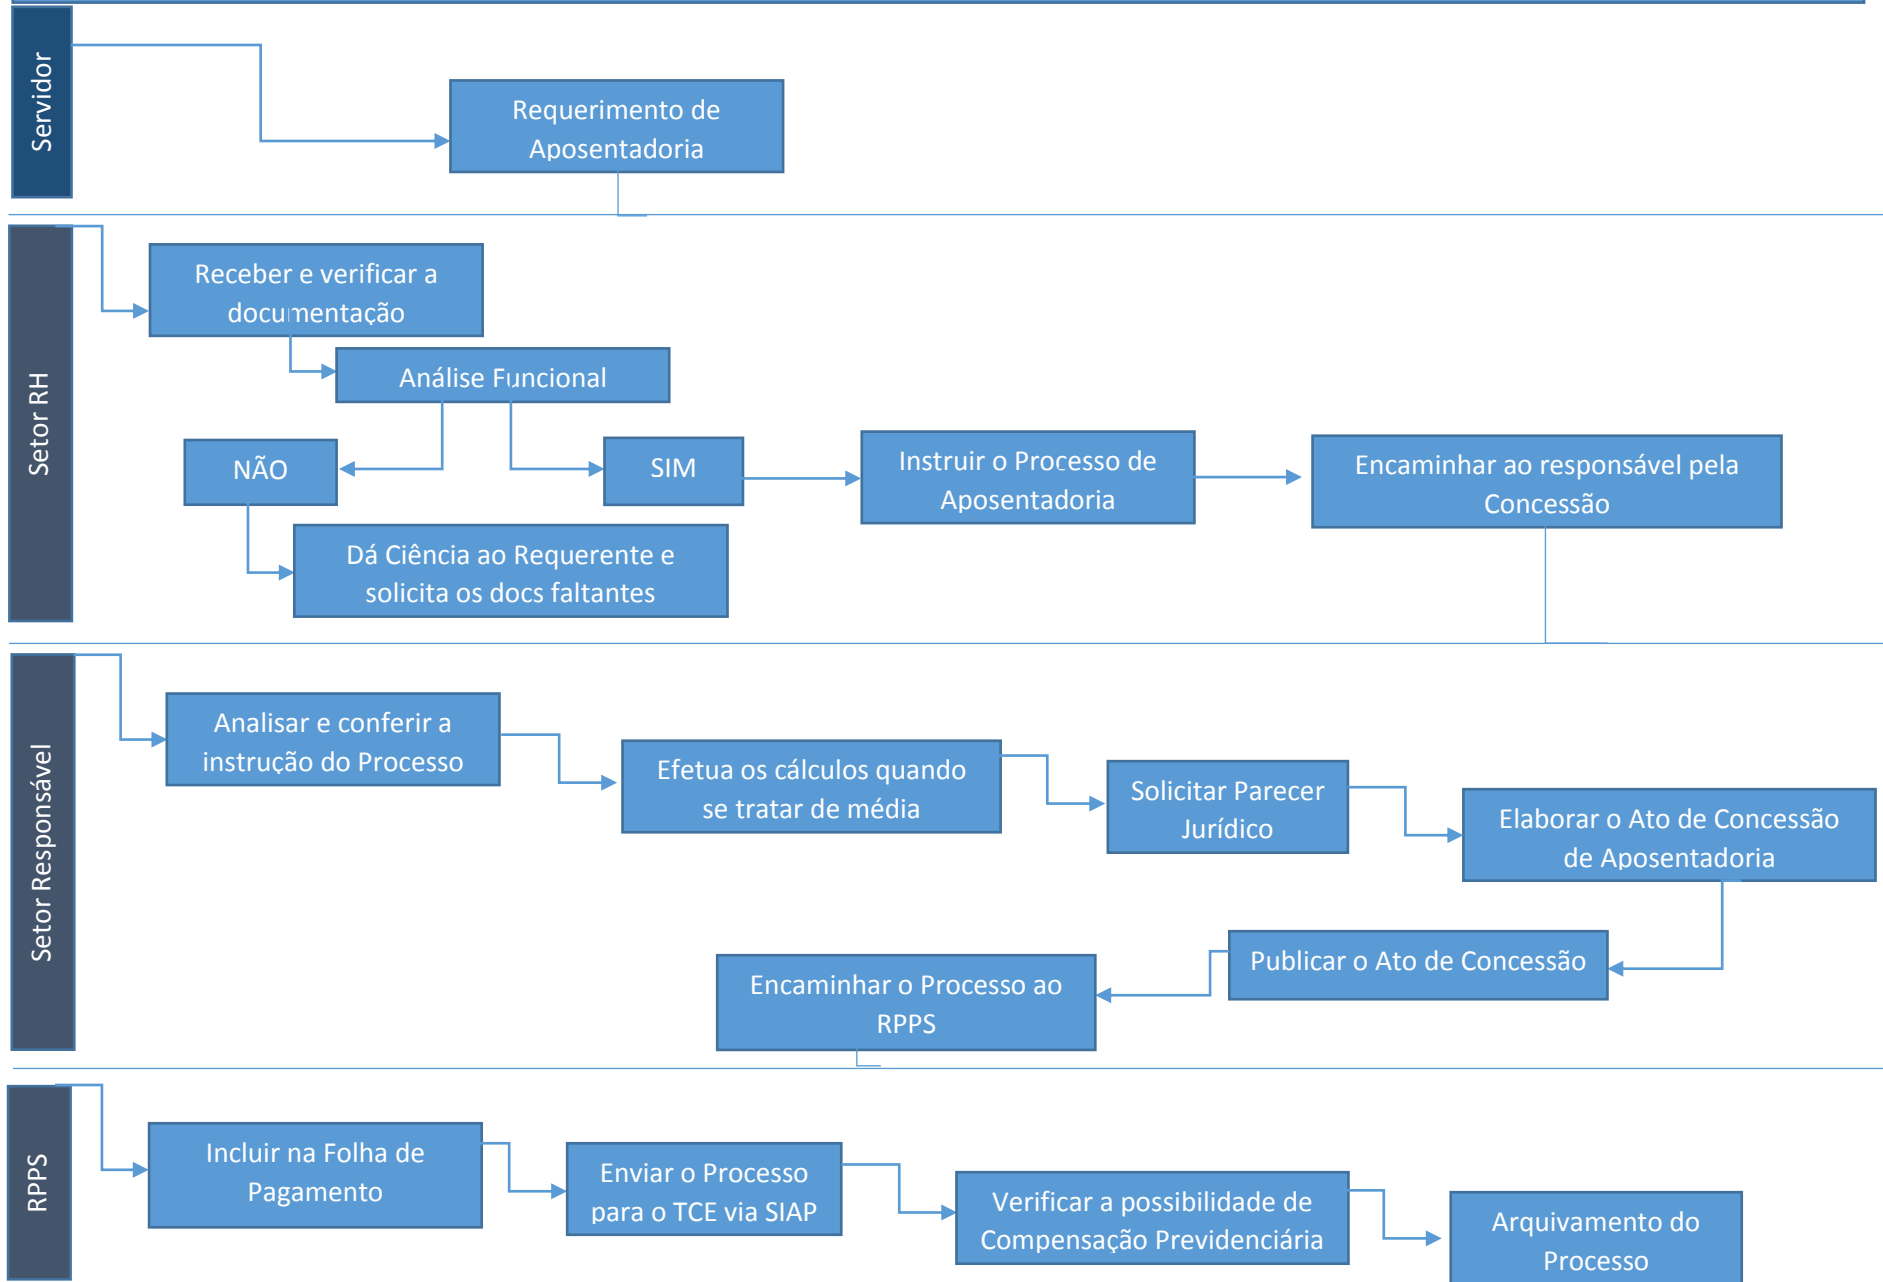 Servidor
Requerimento de
Aposentadoria
Setor RH
Receber e verificar a
documentação
Análise Funcional
NÃO
SIM
Instruir o Processo de
Aposentadoria
Encaminhar ao responsável pela
Concessão
Dá Ciência ao Requerente e
solicita os docs faltantes
Setor Responsável
Analisar e conferir a
instrução do Processo
Efetua os cálculos quando
se tratar de média
Solicitar Parecer
Jurídico
Elaborar o Ato de Concessão
de Aposentadoria
Publicar o Ato de Concessão
Encaminhar o Processo ao
RPPS
RPPS
Incluir na Folha de
Pagamento
Enviar o Processo
para o TCE via SIAP
Verificar a possibilidade de
Compensação Previdenciária
Arquivamento do
Processo